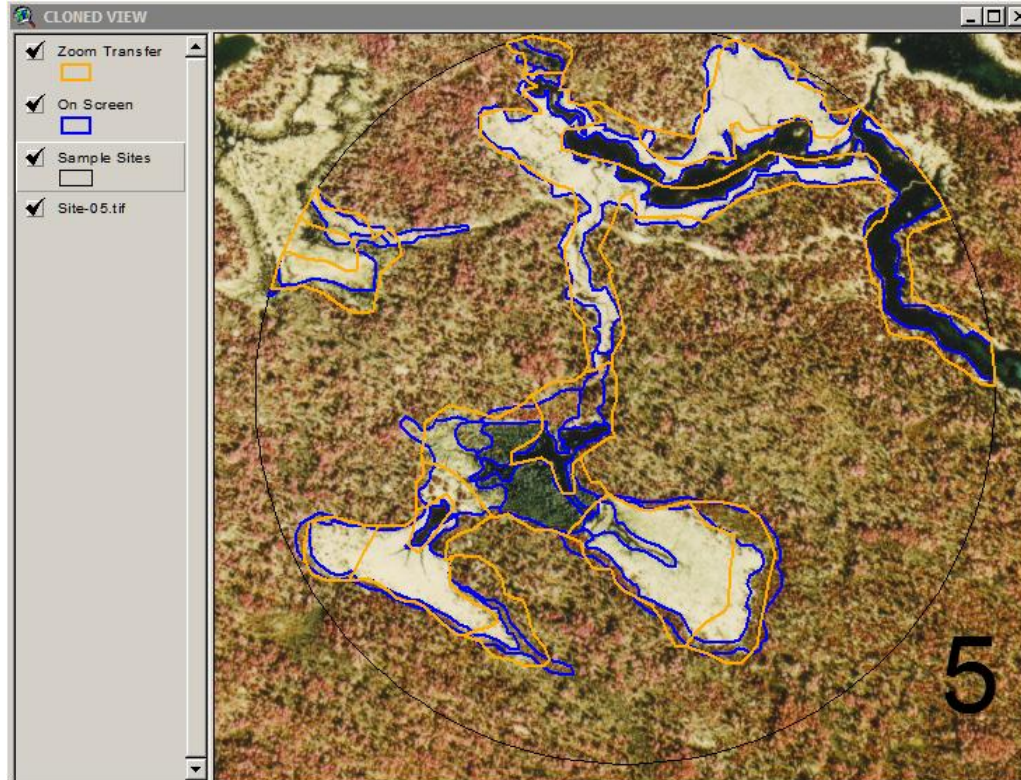 CLONED VIEW
Zoom Transfer
On Screen
Sample Sites
Site-05.tif
5